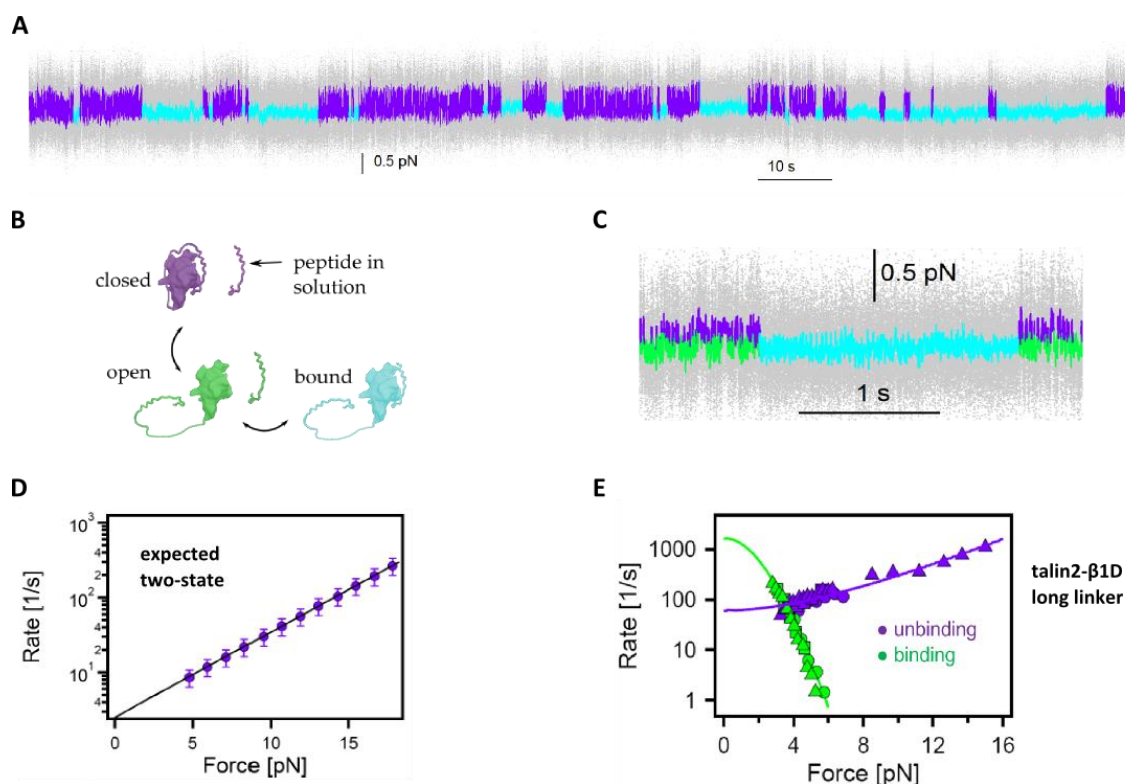 A
0.5 pN
10 s
B
closed
peptide in
solution
open
bound
C
0.5 pN
1 s
D
10³
4
2
10²
4
2
10¹
4
Rate [1/s]
expected
two-state
0
5
10
15
Force [pN]
E
1000
100
10
1
Rate [1/s]
unbinding
binding
0
4
8
12
16
Force [pN]
talin2-β1D
long linker